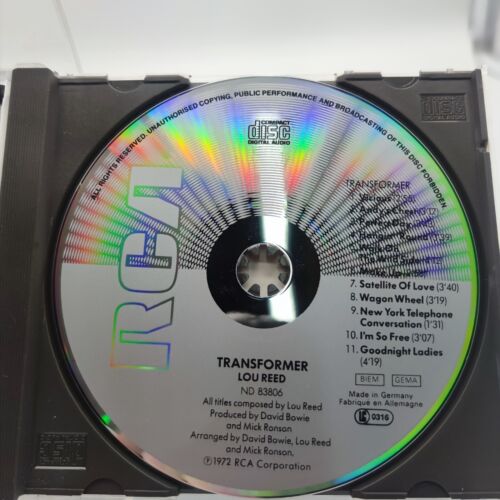 ALL RIGHTS RESERVED. UNAUTHORISED COPYING, PUBLIC PERFORMANCE AND BROADCASTING OF THIS DISC FORBIDDEN
COMPACT
disc
DIGITAL AUDIO
RCA
TRANSFORMER
7. Satellite Of Love (3'40)
8. Wagon Wheel (3'19)
9. New York Telephone
Conversation (1'31)
10. I'm So Free (3'07)
11. Goodnight Ladies
(4'19)
TRANSFORMER
LOU REED
ND 83806
All titles composed by Lou Reed
Produced by David Bowie
and Mick Ronson
Arranged by David Bowie, Lou Reed
and Mick Ronson.
℗ 1972 RCA Corporation
BIEM GEMA
Made in Germany
Fabriqué en Allemagne
LC 0316
disc